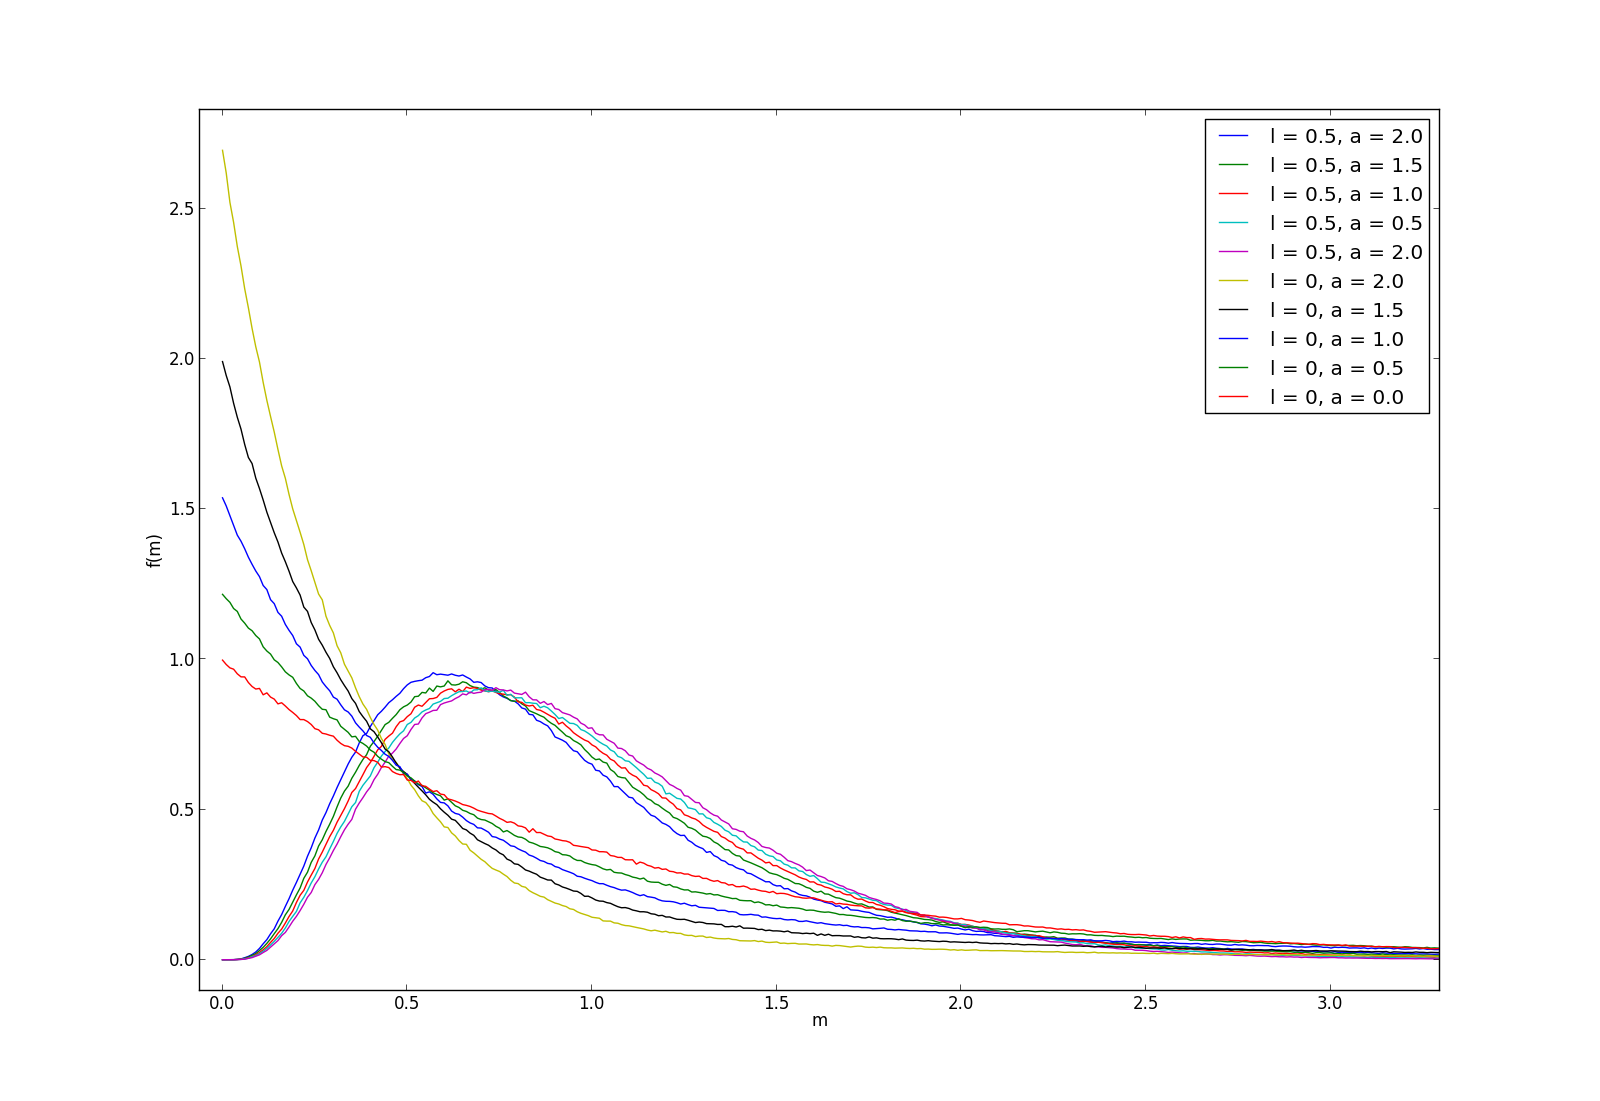 l = 0.5, a = 2.0
l = 0.5, a = 1.5
l = 0.5, a = 1.0
l = 0.5, a = 0.5
l = 0.5, a = 2.0
l = 0, a = 2.0
l = 0, a = 1.5
l = 0, a = 1.0
l = 0, a = 0.5
l = 0, a = 0.0
2.5
2.0
1.5
1.0
0.5
0.0
f(m)
0.0 0.5 1.0 1.5 2.0 2.5 3.0
m